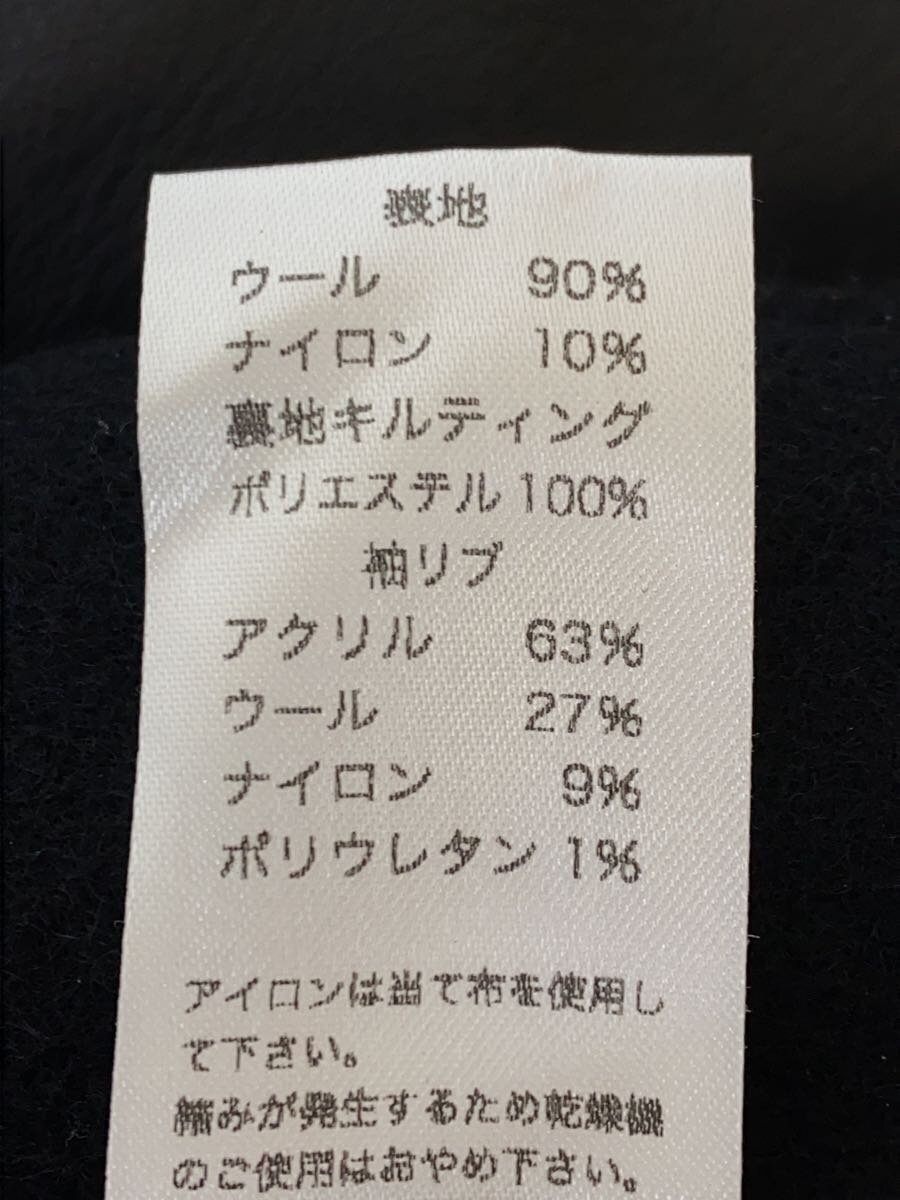 ウール 90%
ナイロン 10%
裏地キルティング
ポリエステル 100%
袖リブ
アクリル 63%
ウール 27%
ナイロン 9%
ポリウレタン 1%
アイロンは当て布を使用し
て下さい。
縮みが発生するため乾燥機
のご使用はおやめ下さい。